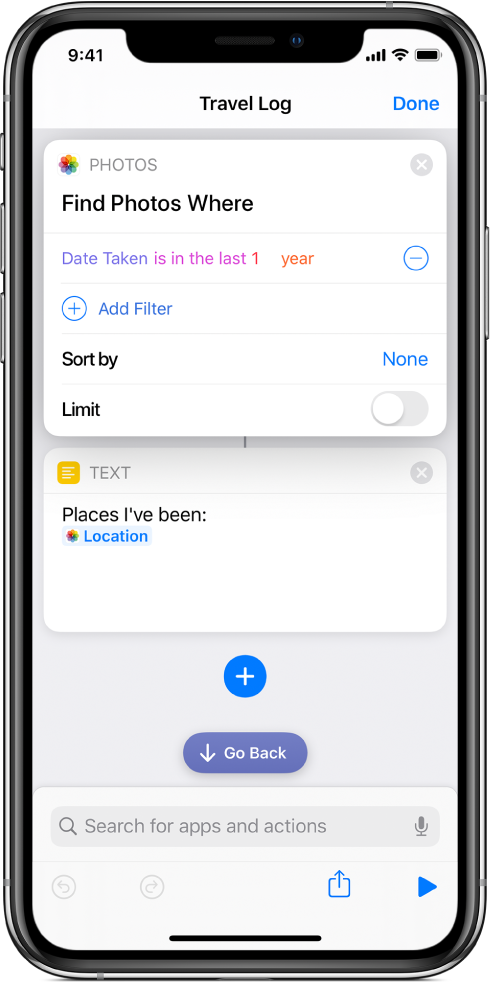 9:41
Travel Log
Done
PHOTOS
Find Photos Where
Date Taken is in the last 1 year
Add Filter
Sort by
None
Limit
TEXT
Places I've been:
Location
Go Back
Search for apps and actions